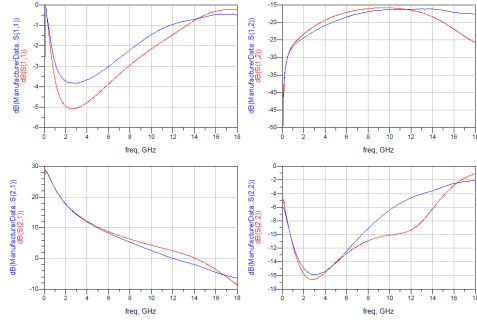 dB(ManufacturerData..S(1,1))
dB(S(1,1))
0
-1
-2
-3
-4
-5
-6
0 2 4 6 8 10 12 14 16 18
freq, GHz
dB(ManufacturerData..S(1,2))
dB(S(1,2))
-15
-20
-25
-30
-35
-40
-45
-50
0 2 4 6 8 10 12 14 16 18
freq, GHz
dB(ManufacturerData..S(2,1))
dB(S(2,1))
30
20
10
0
-10
0 2 4 6 8 10 12 14 16 18
freq, GHz
dB(ManufacturerData..S(2,2))
dB(S(2,2))
0
-2
-4
-6
-8
-10
-12
-14
-16
-18
0 2 4 6 8 10 12 14 16 18
freq, GHz